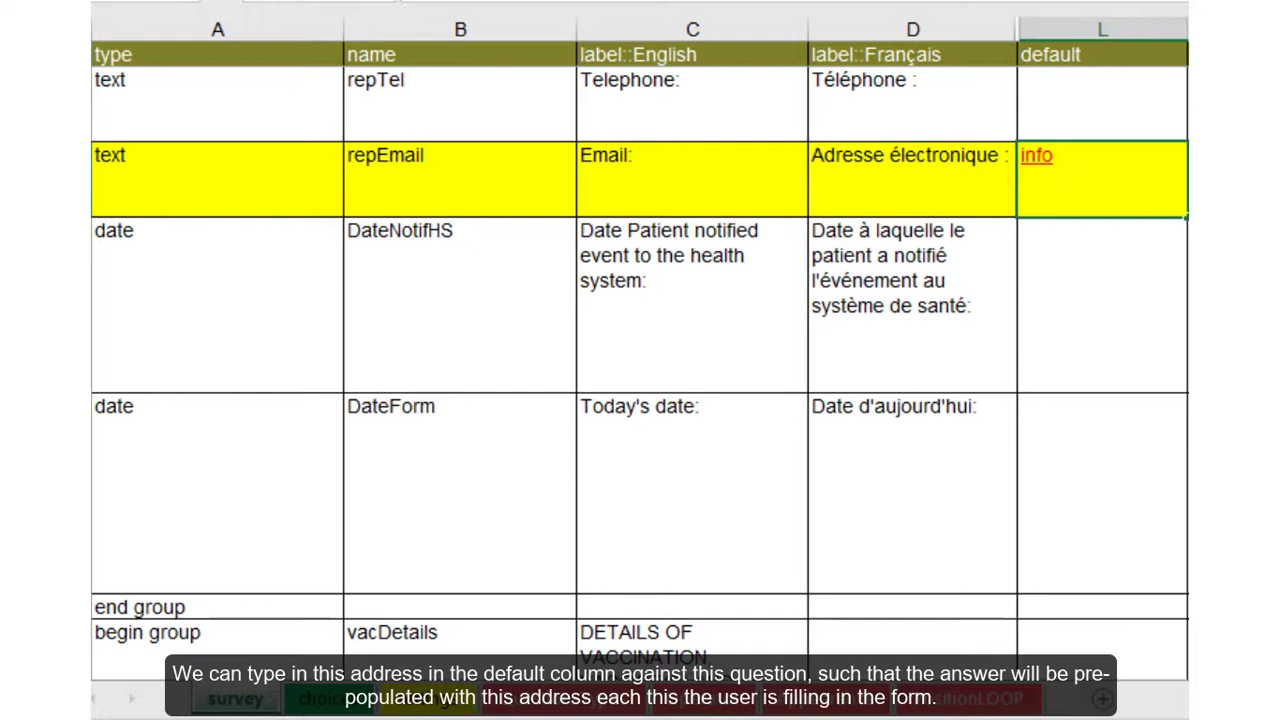 A B C D L
type name label::English label::Français default
text repTel Telephone: Téléphone :
text repEmail Email: Adresse électronique : info
date DateNotifHS Date Patient notified Date à laquelle le
event to the health patient a notifié
system: l'événement au
système de santé:
date DateForm Today's date: Date d'aujourd'hui:
end group
begin group vacDetails DETAILS OF
VACCINATION
We can type in this address in the default column against this question, such that the answer will be pre-
populated with this address each this the user is filling in the form.
survey